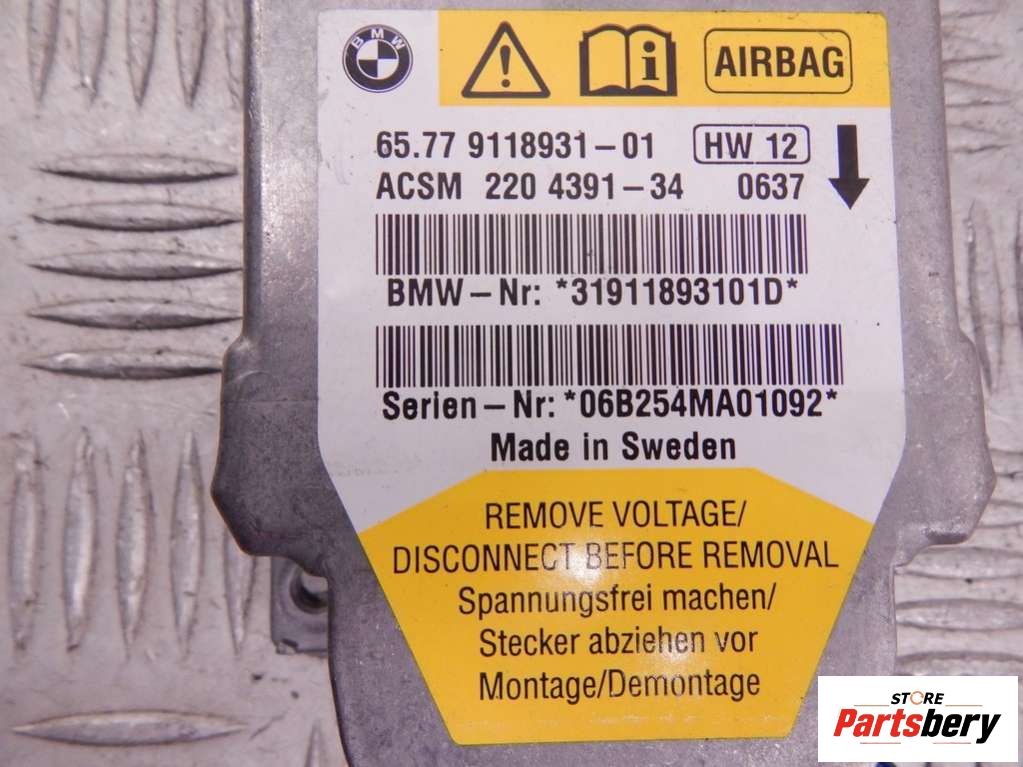 BMW
AIRBAG
65.77 9118931-01 HW 12
ACSM 220 4391-34 0637
BMW-Nr: *31911893101D*
Serien-Nr: *06B254MA01092*
Made in Sweden
REMOVE VOLTAGE/
DISCONNECT BEFORE REMOVAL
Spannungsfrei machen/
Stecker abziehen vor
Montage/Demontage
STORE
Partsbery